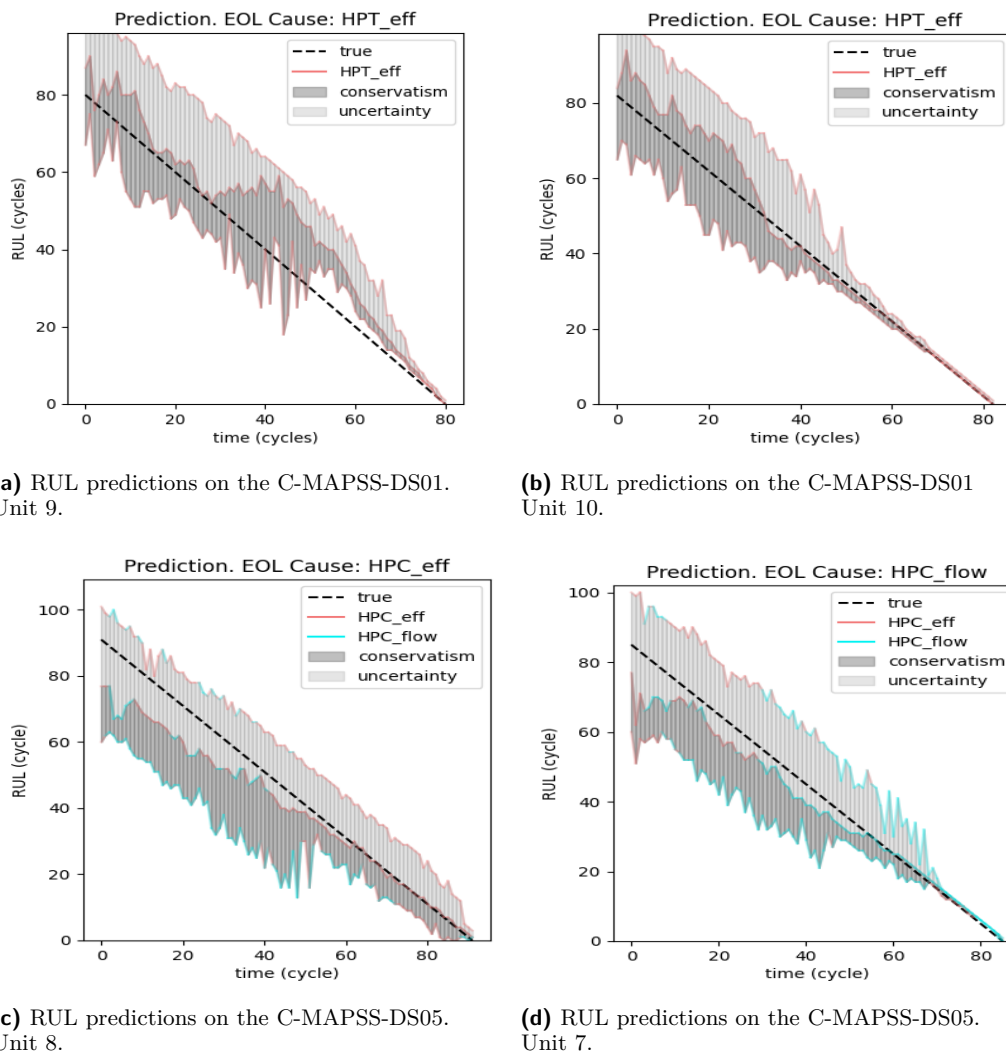 Prediction. EOL Cause: HPT_eff
true
HPT_eff
conservatism
uncertainty
RUL (cycles)
80
60
40
20
0
0 20 40 60 80
time (cycles)
a) RUL predictions on the C-MAPSS-DS01.
Unit 9.
Prediction. EOL Cause: HPT_eff
true
HPT_eff
conservatism
uncertainty
RUL (cycles)
80
60
40
20
0
0 20 40 60 80
time (cycles)
(b) RUL predictions on the C-MAPSS-DS01
Unit 10.
Prediction. EOL Cause: HPC_eff
true
HPC_eff
HPC_flow
conservatism
uncertainty
RUL (cycle)
100
80
60
40
20
0
0 20 40 60 80
time (cycle)
c) RUL predictions on the C-MAPSS-DS05.
Unit 8.
Prediction. EOL Cause: HPC_flow
true
HPC_eff
HPC_flow
conservatism
uncertainty
RUL (cycle)
100
80
60
40
20
0
0 20 40 60 80
time (cycle)
(d) RUL predictions on the C-MAPSS-DS05.
Unit 7.